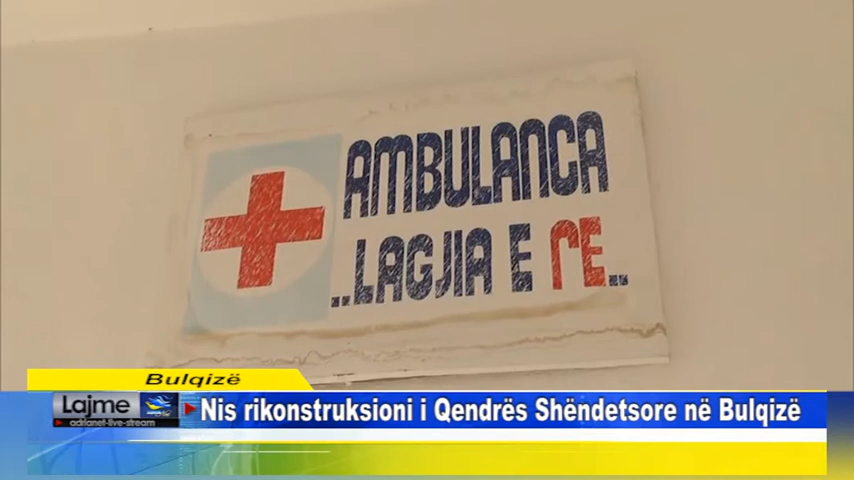 AMBULANCA
..LAGJIA E RE..
Bulqizë
Lajme
adrianet-live-stream
Nis rikonstruksioni i Qendrës Shëndetsore në Bulqizë